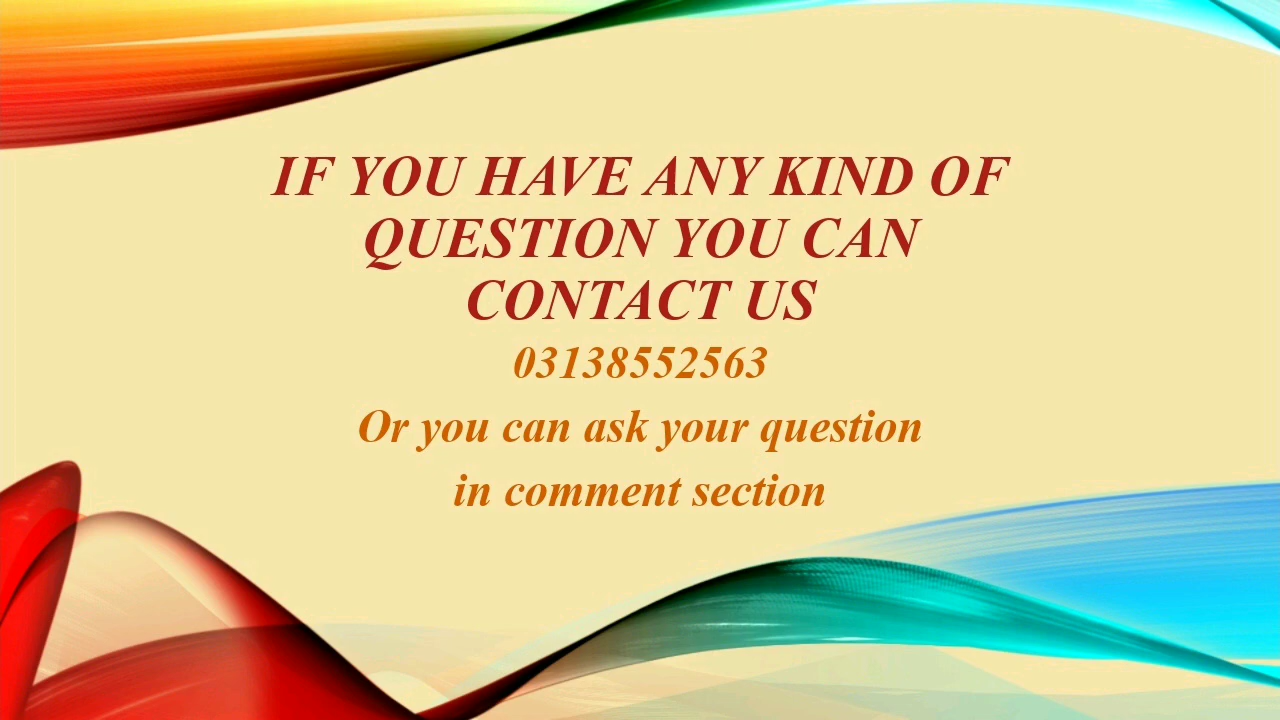 IF YOU HAVE ANY KIND OF
QUESTION YOU CAN
CONTACT US
03138552563
Or you can ask your question
in comment section